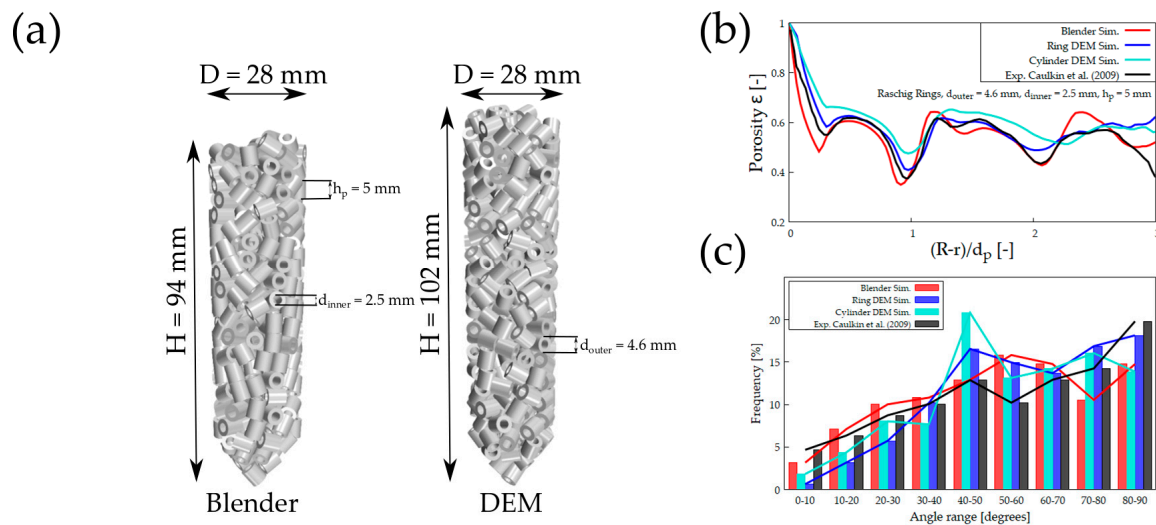 (a)
D = 28 mm
D = 28 mm
H = 94 mm
h_p = 5 mm
d_inner = 2.5 mm
H = 102 mm
d_outer = 4.6 mm
Blender
DEM
(b)
Porosity ε [-]
1
0.8
0.6
0.4
0.2
Blender Sim.
Ring DEM Sim.
Cylinder DEM Sim.
Exp. Caulkin et al. (2009)
Raschig Rings, d_outer = 4.6 mm, d_inner = 2.5 mm, h_p = 5 mm
0 1 2 3
(R-r)/d_p [-]
(c)
Frequency [%]
20
15
10
5
0
Blender Sim.
Ring DEM Sim.
Cylinder DEM Sim.
Exp. Caulkin et al. (2009)
0-10 10-20 20-30 30-40 40-50 50-60 60-70 70-80 80-90
Angle range [degrees]